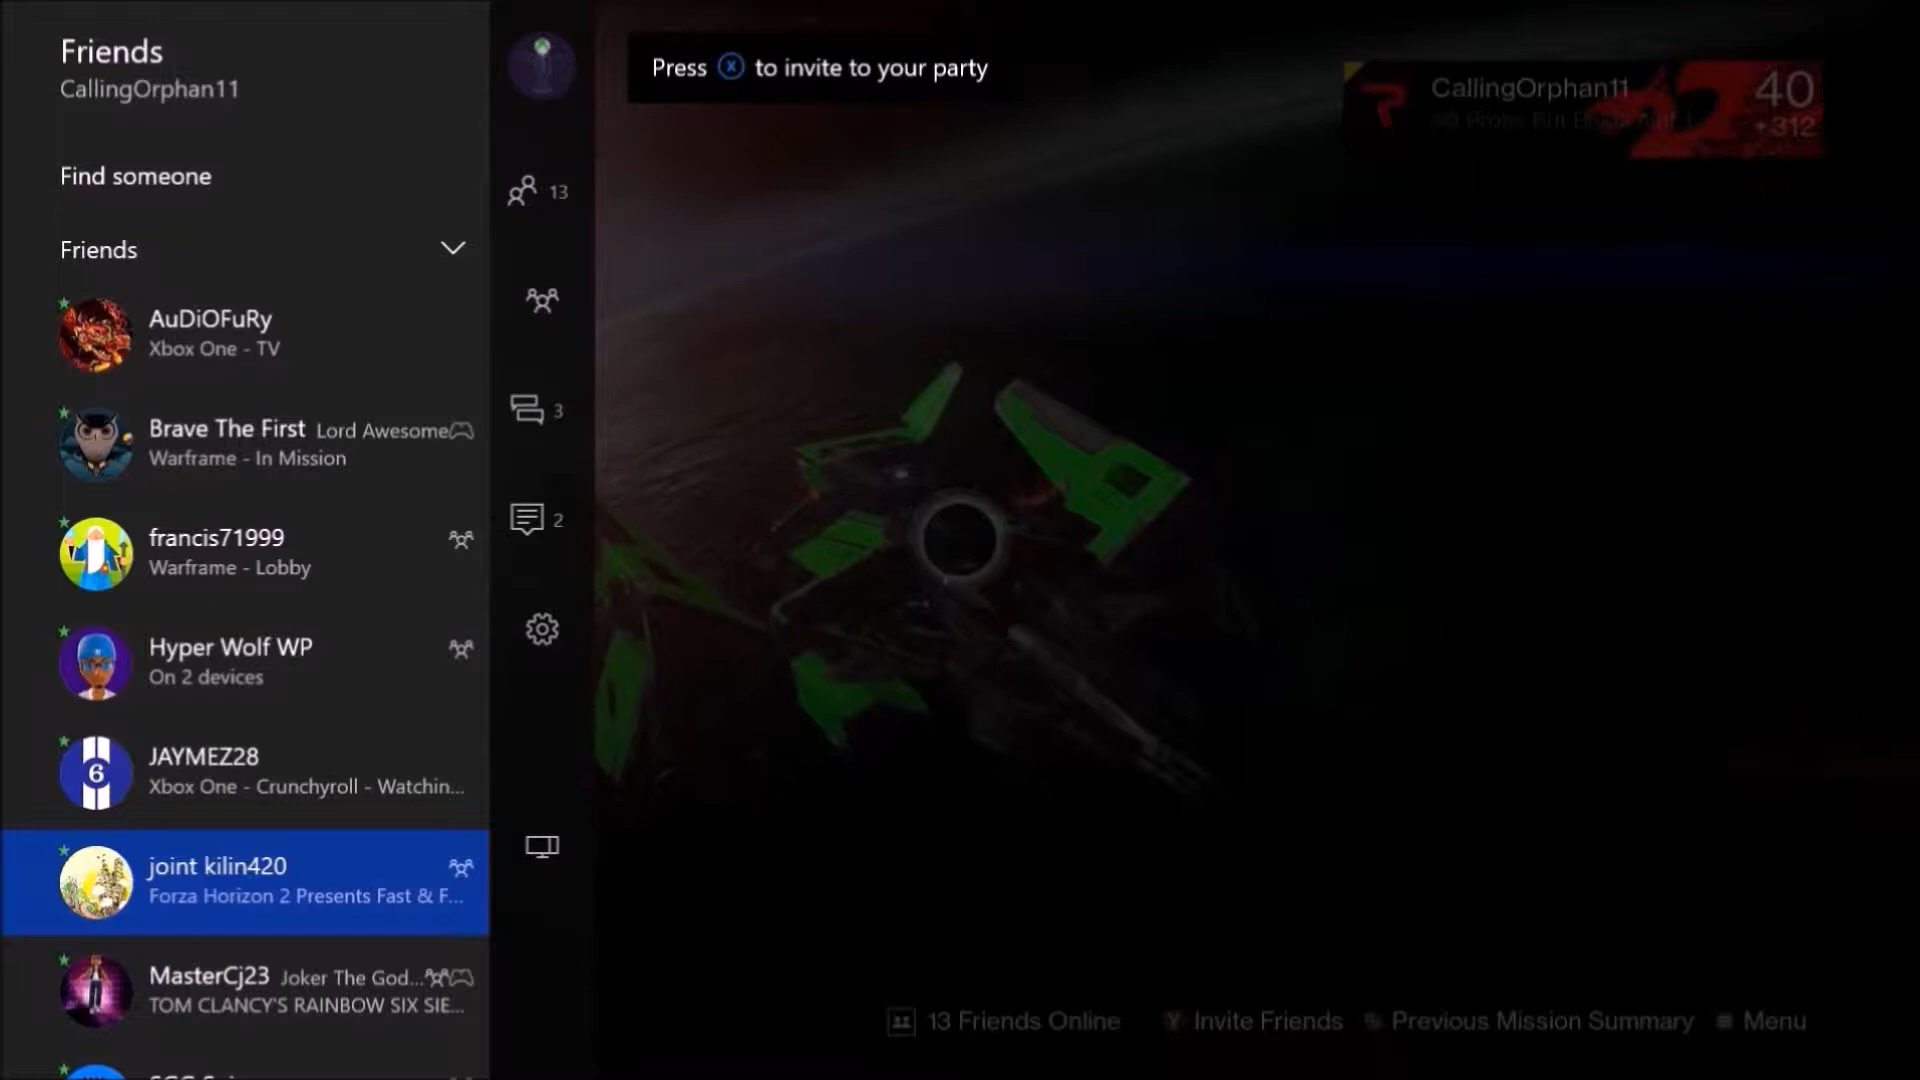 Friends
CallingOrphan11
Find someone
Friends
AuDiOFuRy
Xbox One - TV
Brave The First Lord Awesome
Warframe - In Mission
francis71999
Warframe - Lobby
Hyper Wolf WP
On 2 devices
6
JAYMEZ28
Xbox One - Crunchyroll - Watchin...
joint kilin420
Forza Horizon 2 Presents Fast & F...
MasterCj23 Joker The God...
TOM CLANCY'S RAINBOW SIX SIE...
13
3
2
Press X to invite to your party
CallingOrphan11
40
+312
13 Friends Online
Y Invite Friends
Previous Mission Summary
Menu